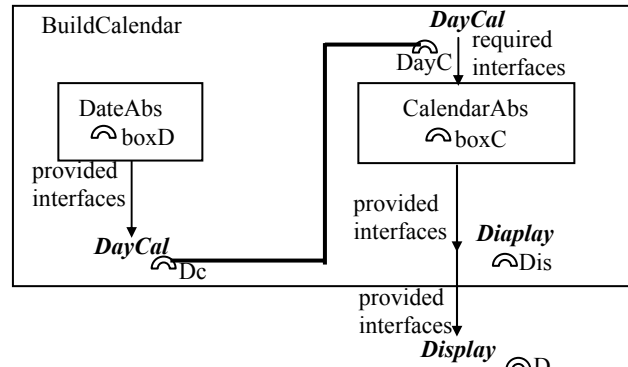 BuildCalendar
DayCal
required
interfaces
DayC
DateAbs
boxD
CalendarAbs
boxC
provided
interfaces
provided
interfaces
DayCal
Dc
Diaplay
Dis
provided
interfaces
Display
D